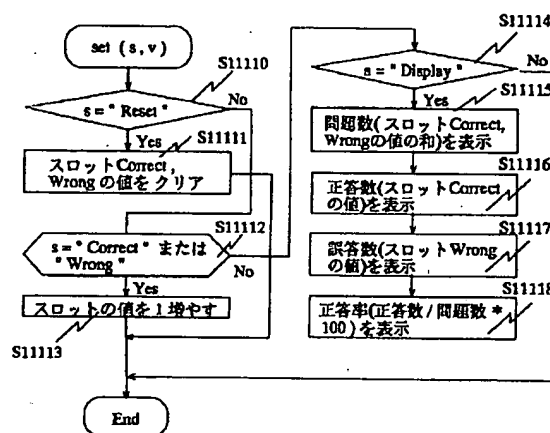 set (s, v)
S11110
s = " Reset "
No
Yes
S11111
スロットCorrect,
Wrong の値をクリア
S11112
s = " Correct " または
" Wrong "
No
Yes
スロットの値を1増やす
S11113
End
S11114
s = " Display "
No
Yes
S11115
問題数(スロットCorrect,
Wrongの値の和)を表示
S11116
正答数(スロットCorrect
の値)を表示
S11117
誤答数(スロットWrong
の値)を表示
S11118
正答率(正答数 / 問題数 *
100 ) を表示